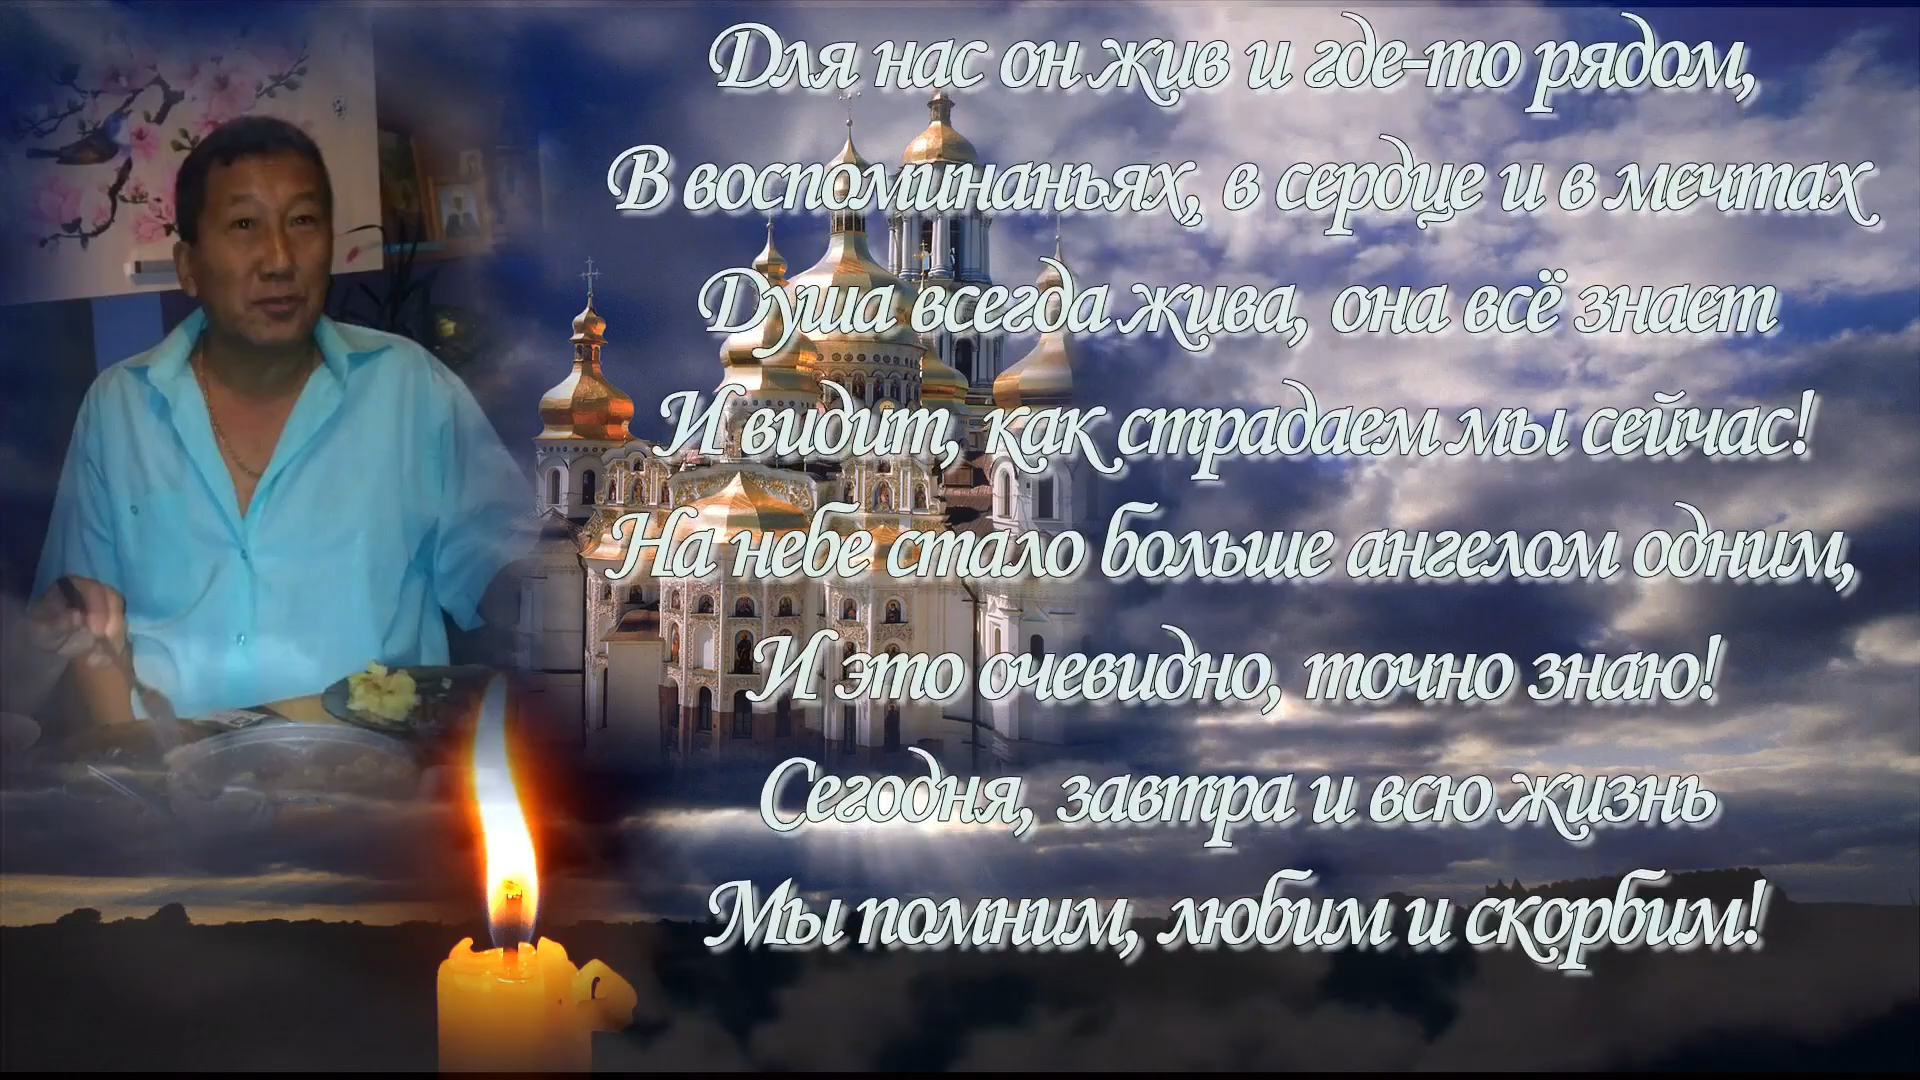 Для нас он жив и где-то рядом,
В воспоминаньях, в сердце и в мечтах
Душа всегда жива, она всё знает
И видит, как страдаем мы сейчас!
На небе стало больше ангелом одним,
И это очевидно, точно знаю!
Сегодня, завтра и всю жизнь
Мы помним, любим и скорбим!